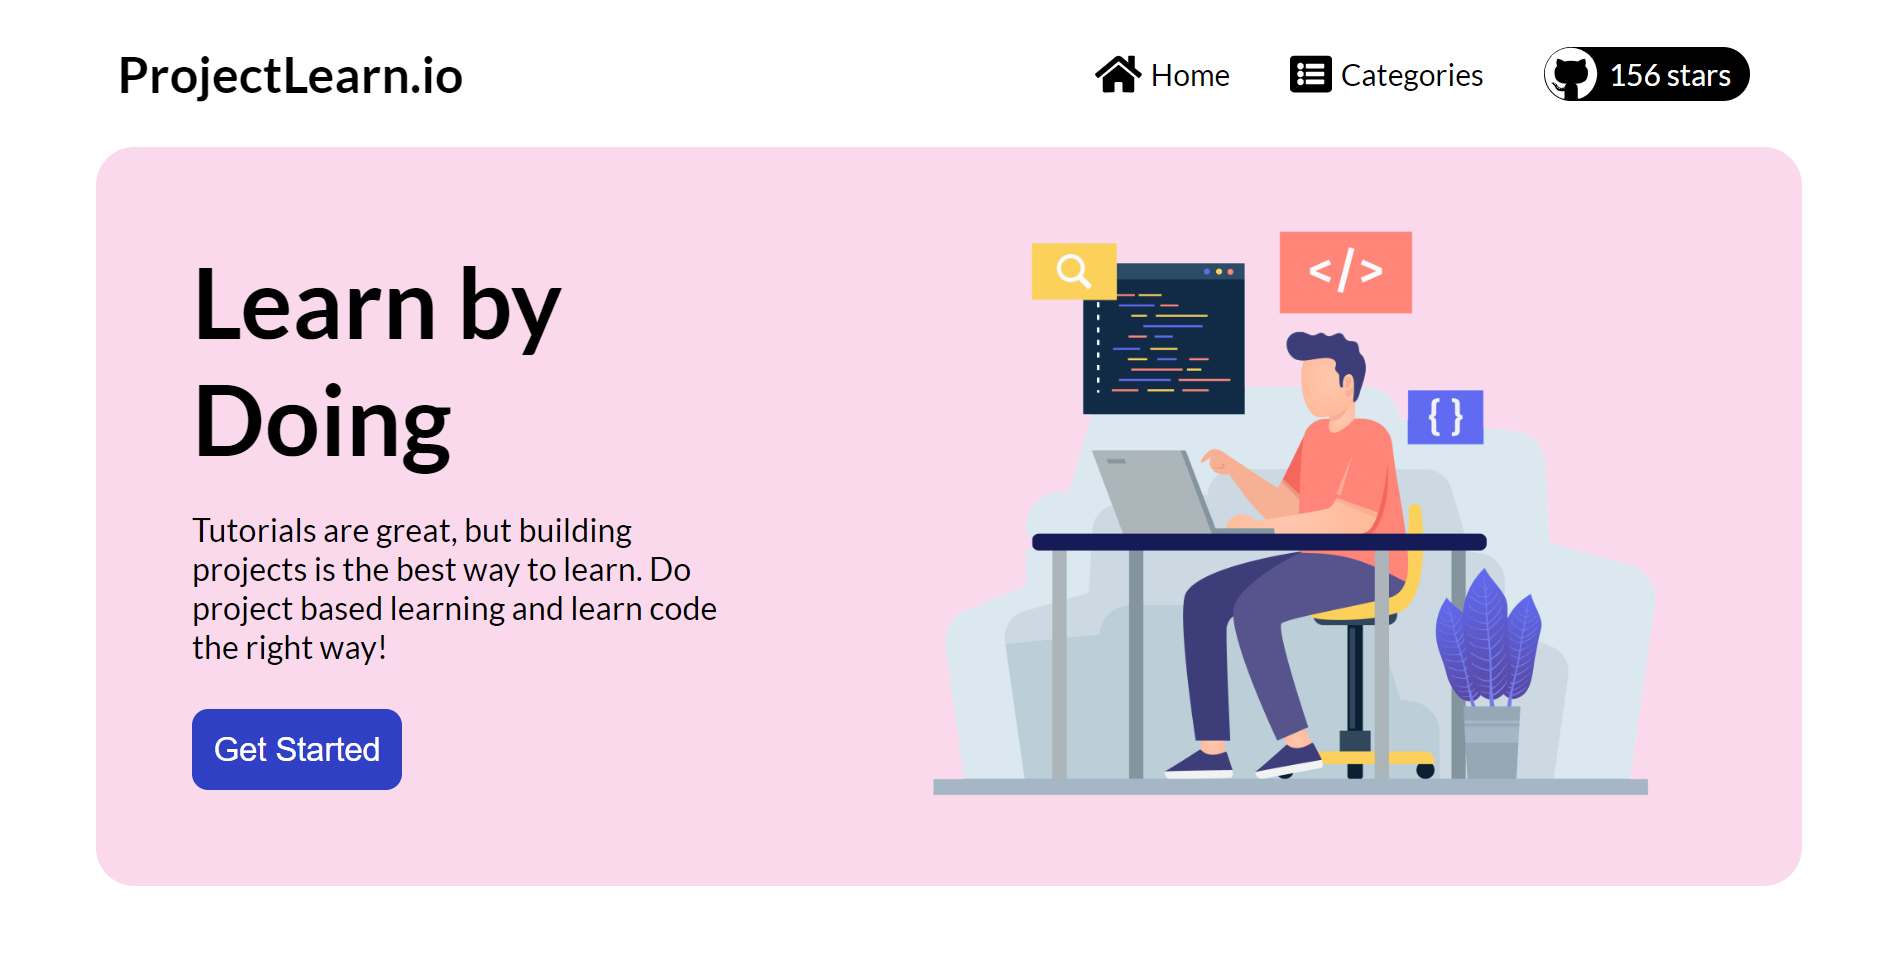 ProjectLearn.io
Home
Categories
156 stars
Learn by
Doing
Tutorials are great, but building
projects is the best way to learn. Do
project based learning and learn code
the right way!
Get Started
</>
{ }